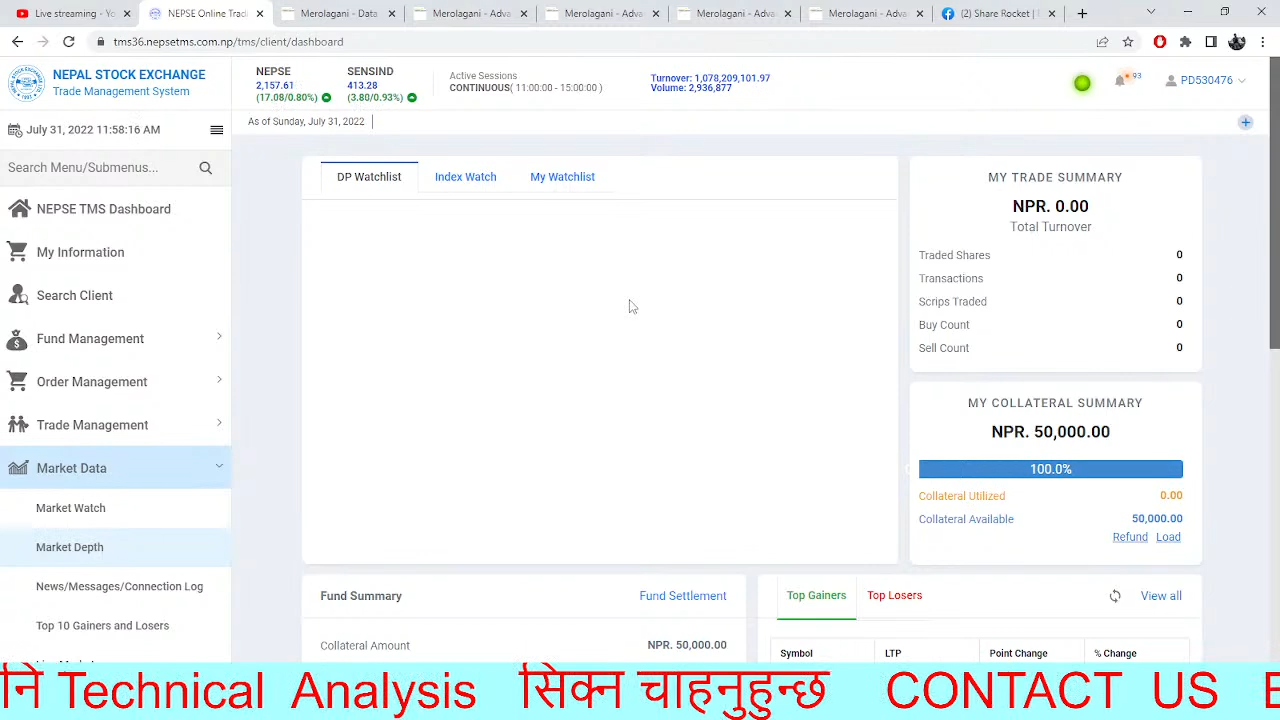 Live streaming - Yo
NEPSE Online Tradi
Merolagani - Data
Merolagani - Adva
Merolagani - Adva
Merolagani - Adva
Merolagani - Adva
(2) Share Rocket | E
tms36.nepsetms.com.np/tms/client/dashboard
NEPAL STOCK EXCHANGE
Trade Management System
NEPSE
2,157.61
(17.08/0.80%)
SENSIND
413.28
(3.80/0.93%)
Active Sessions
CONTINUOUS( 11:00:00 - 15:00:00 )
Turnover: 1,078,209,101.97
Volume: 2,936,877
93
PD530476
July 31, 2022 11:58:16 AM
As of Sunday, July 31, 2022
Search Menu/Submenus...
NEPSE TMS Dashboard
My Information
Search Client
Fund Management
Order Management
Trade Management
Market Data
Market Watch
Market Depth
News/Messages/Connection Log
Top 10 Gainers and Losers
DP Watchlist
Index Watch
My Watchlist
MY TRADE SUMMARY
NPR. 0.00
Total Turnover
Traded Shares 0
Transactions 0
Scrips Traded 0
Buy Count 0
Sell Count 0
MY COLLATERAL SUMMARY
NPR. 50,000.00
100.0%
Collateral Utilized 0.00
Collateral Available 50,000.00
Refund Load
Fund Summary
Fund Settlement
Collateral Amount NPR. 50,000.00
Top Gainers
Top Losers
View all
Symbol LTP Point Change % Change
नि Technical Analysis सिक्न चाहनुहुन्छ CONTACT US